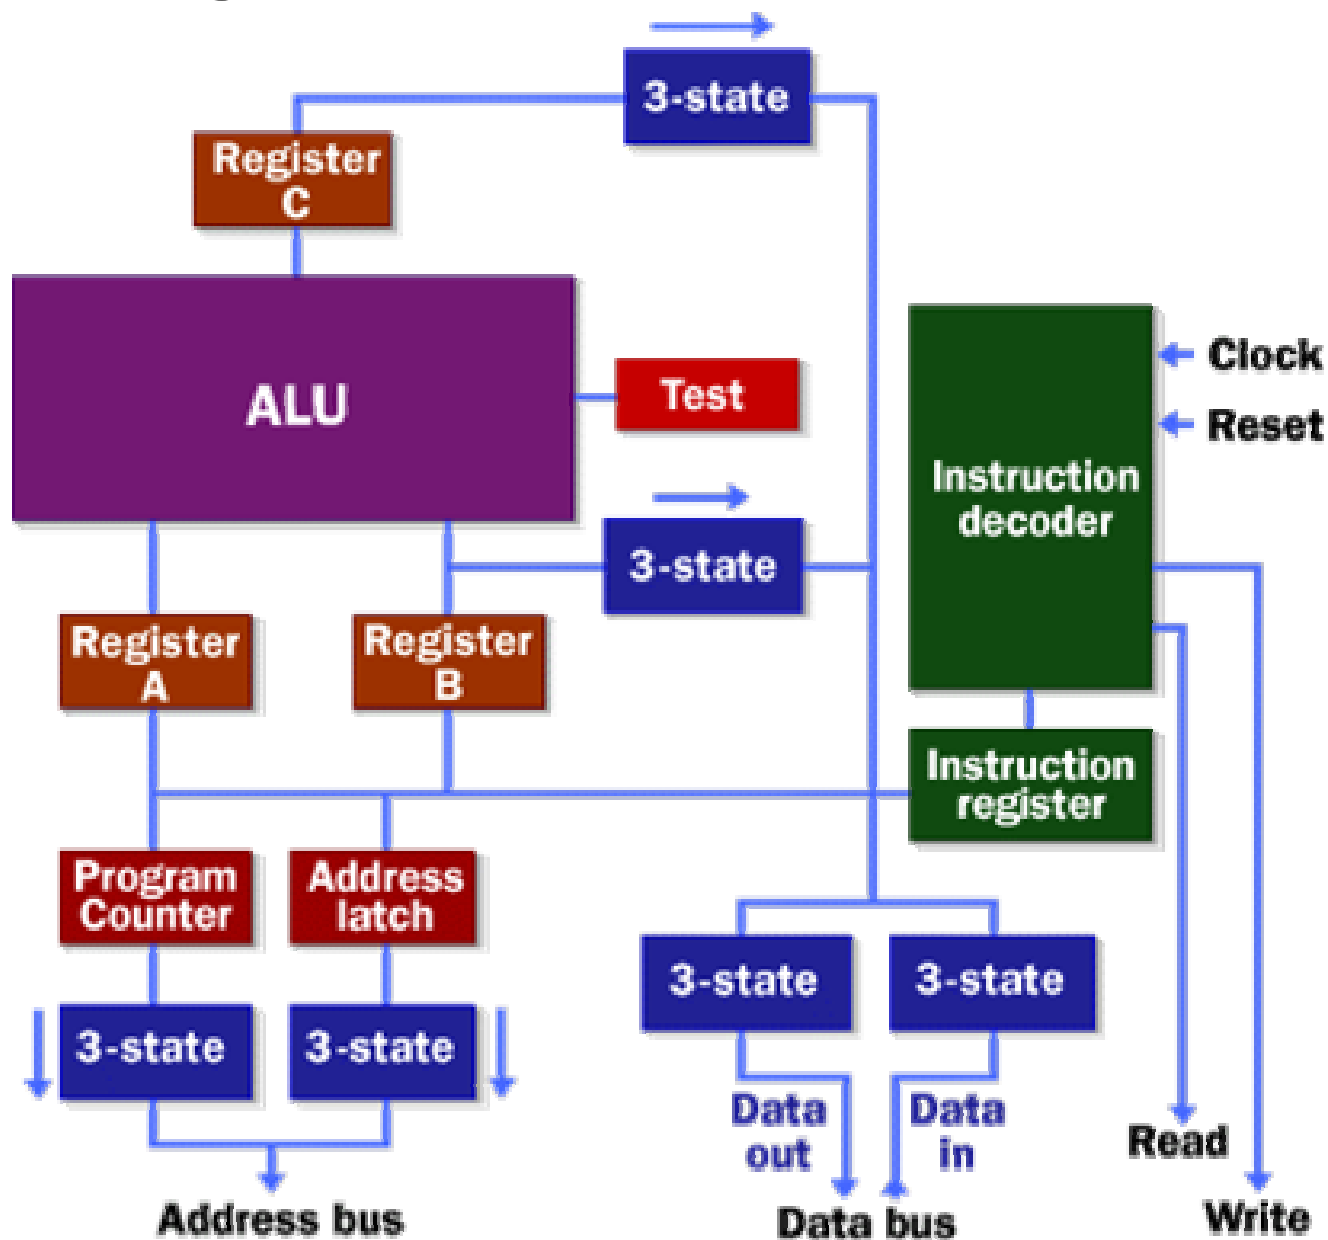 3-state
Register
C
ALU
Test
Clock
Reset
Instruction
decoder
3-state
Register
A
Register
B
Instruction
register
Program
Counter
Address
latch
3-state
3-state
3-state
3-state
Data
out
Data
in
Read
Address bus
Data bus
Write